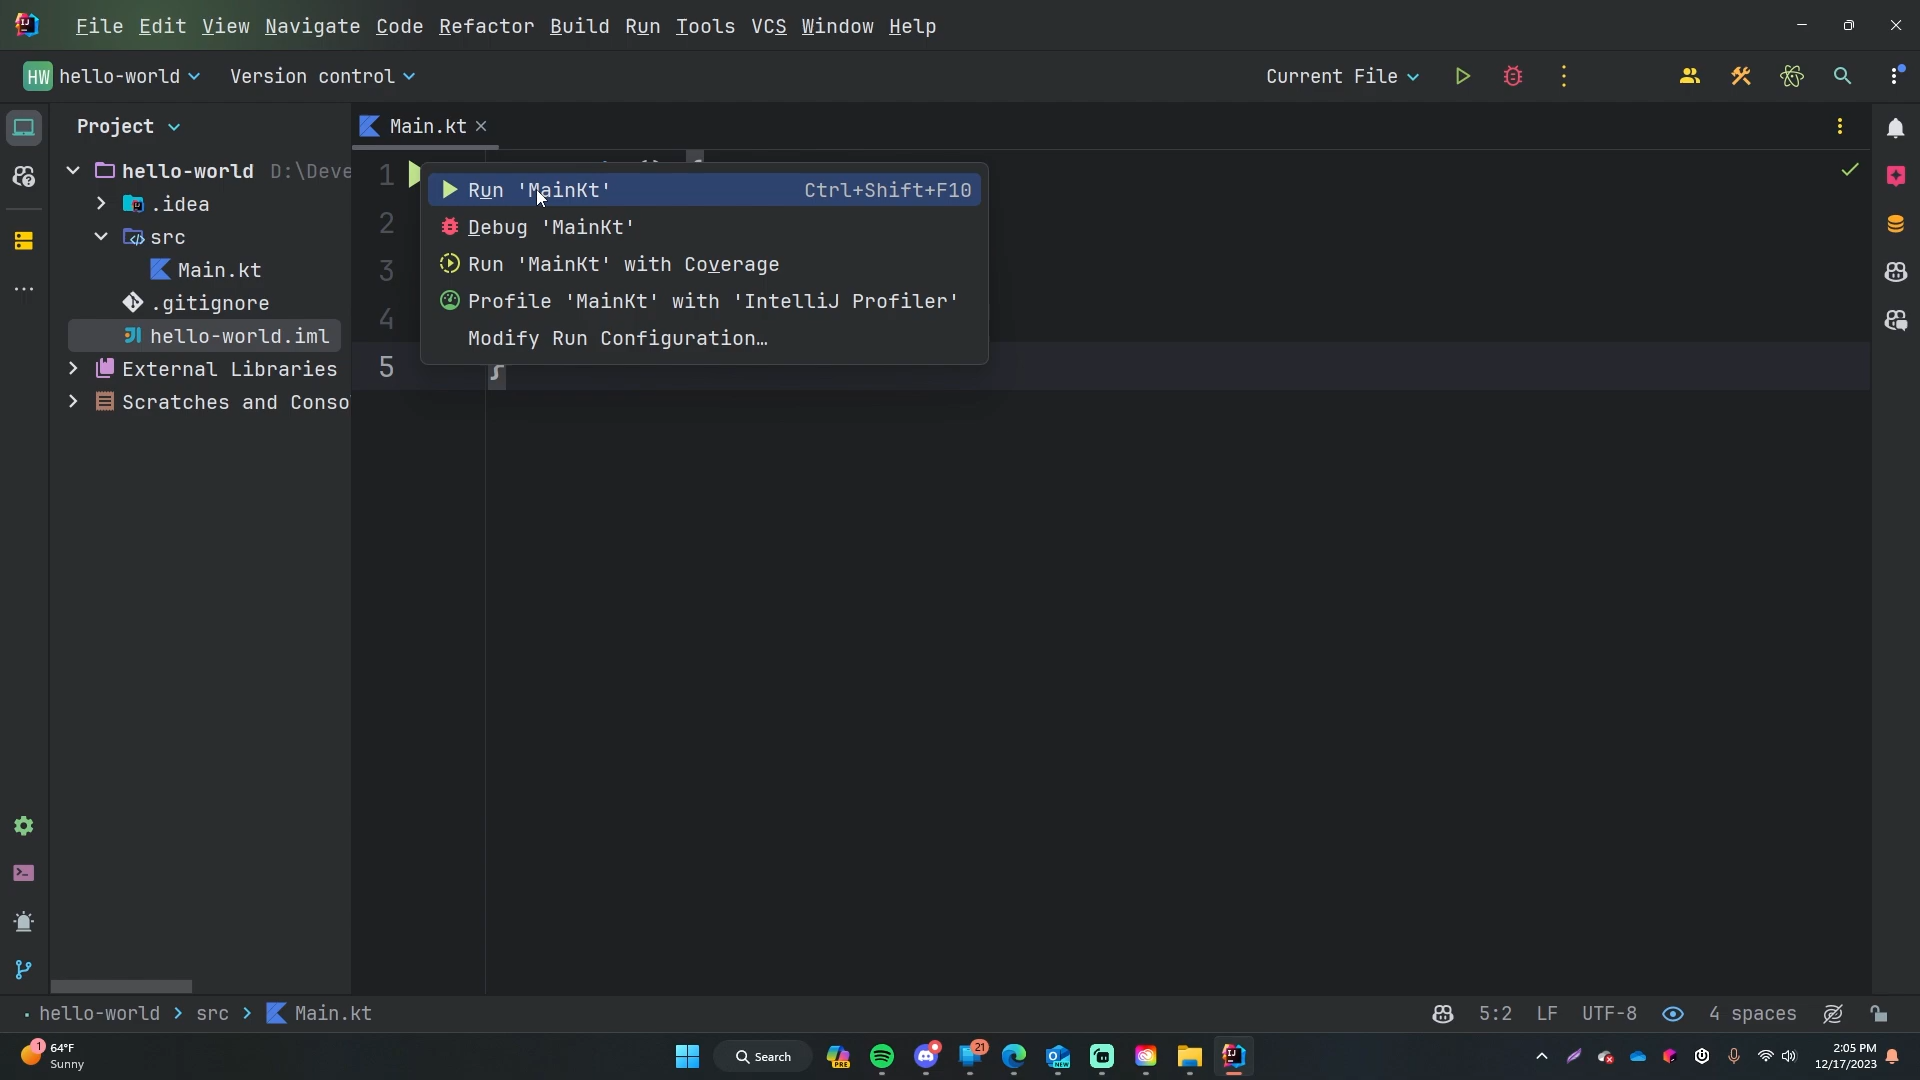 File Edit View Navigate Code Refactor Build Run Tools VCS Window Help
HW hello-world Version control Current File
Project
Main.kt
hello-world D:\Deve
.idea
src
Main.kt
.gitignore
hello-world.iml
External Libraries
Scratches and Conso
1
2
3
4
5
Run 'MainKt' Ctrl+Shift+F10
Debug 'MainKt'
Run 'MainKt' with Coverage
Profile 'MainKt' with 'IntelliJ Profiler'
Modify Run Configuration…
}
hello-world > src > Main.kt
5:2 LF UTF-8 4 spaces
1 64°F
Sunny
Search
PRE
21
NEW
2:05 PM
12/17/2023